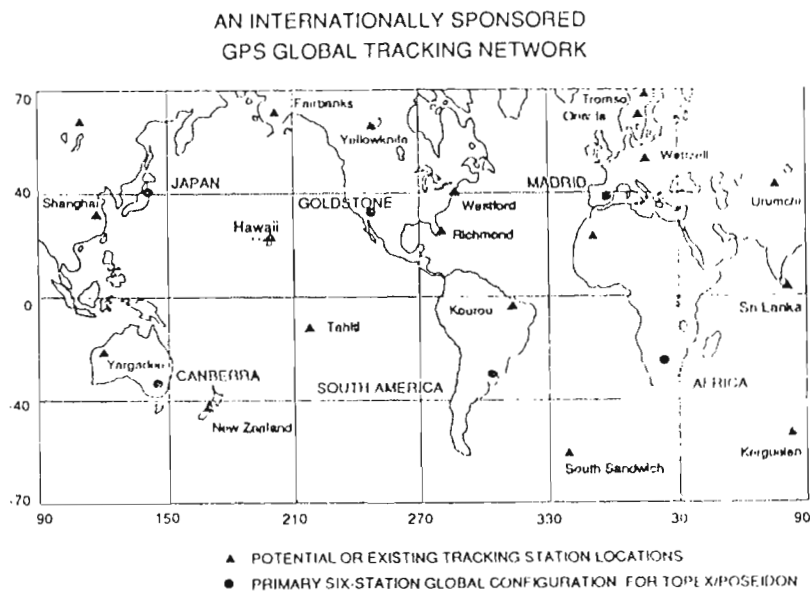 AN INTERNATIONALLY SPONSORED
GPS GLOBAL TRACKING NETWORK
70
Fairbanks
Tromso
Yellowknife
Onsala
Wettzell
JAPAN
MADRID
40
Shanghai
GOLDSTONE
Westford
Urumchi
Hawaii
Richmond
0
Kourou
Sri Lanka
Tahiti
Yargadee
CANBERRA
SOUTH AMERICA
AFRICA
-40
New Zealand
Kerguelen
South Sandwich
-70
90 150 210 270 330 30 90
▲ POTENTIAL OR EXISTING TRACKING STATION LOCATIONS
● PRIMARY SIX-STATION GLOBAL CONFIGURATION FOR TOPEX/POSEIDON